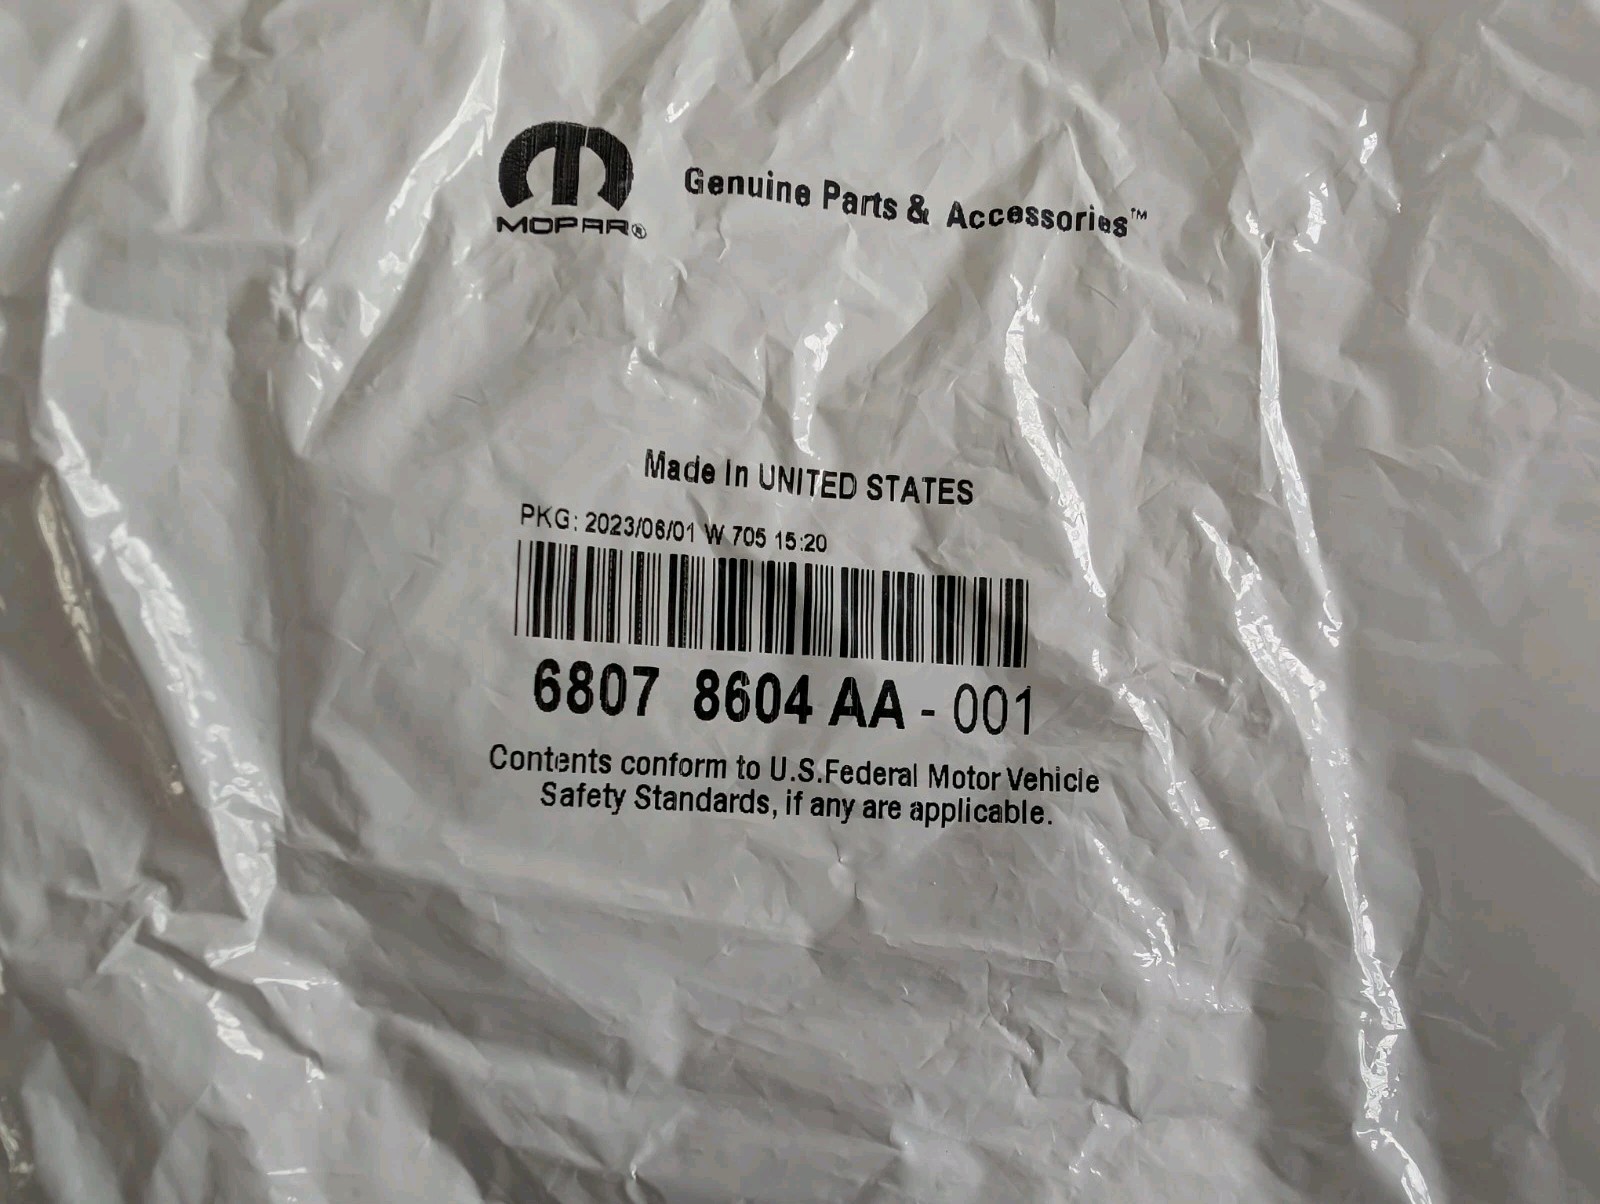 MOPAR®
Genuine Parts & Accessories™
Made In UNITED STATES
PKG: 2023/06/01 W 705 15:20
6807 8604 AA - 001
Contents conform to U.S.Federal Motor Vehicle
Safety Standards, if any are applicable.